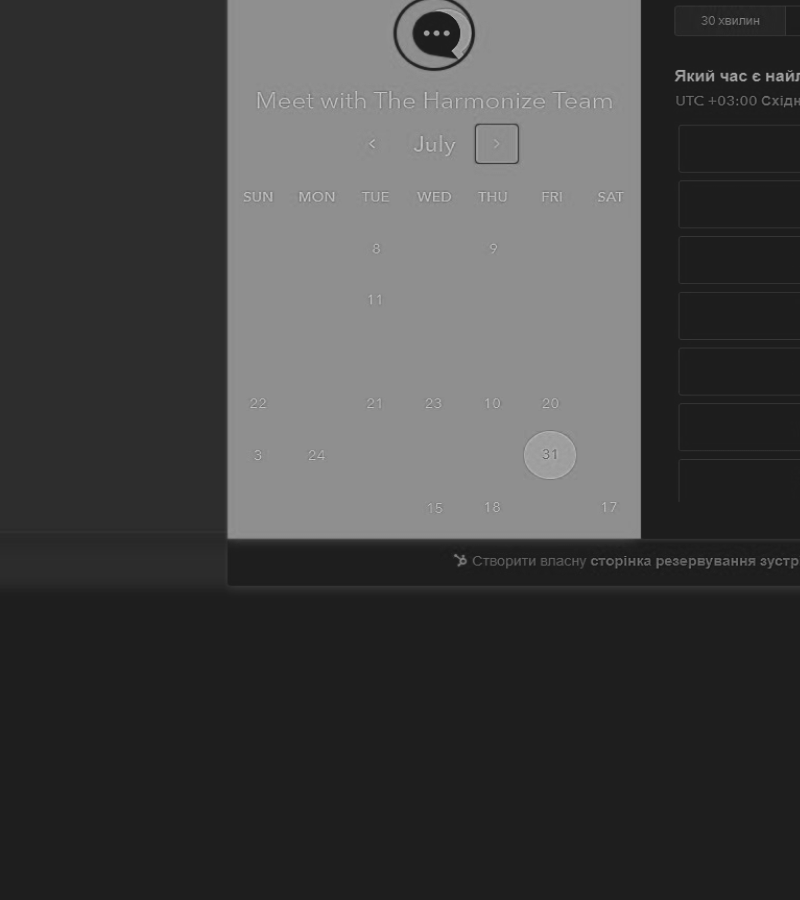 30 хвилин
Який час є най
UTC +03:00 Східн
Meet with The Harmonize Team
July
SUN MON TUE WED THU FRI SAT
8 9
11
22 21 23 10 20
3 24 31
15 18 17
Створити власну сторінка резервування зустр